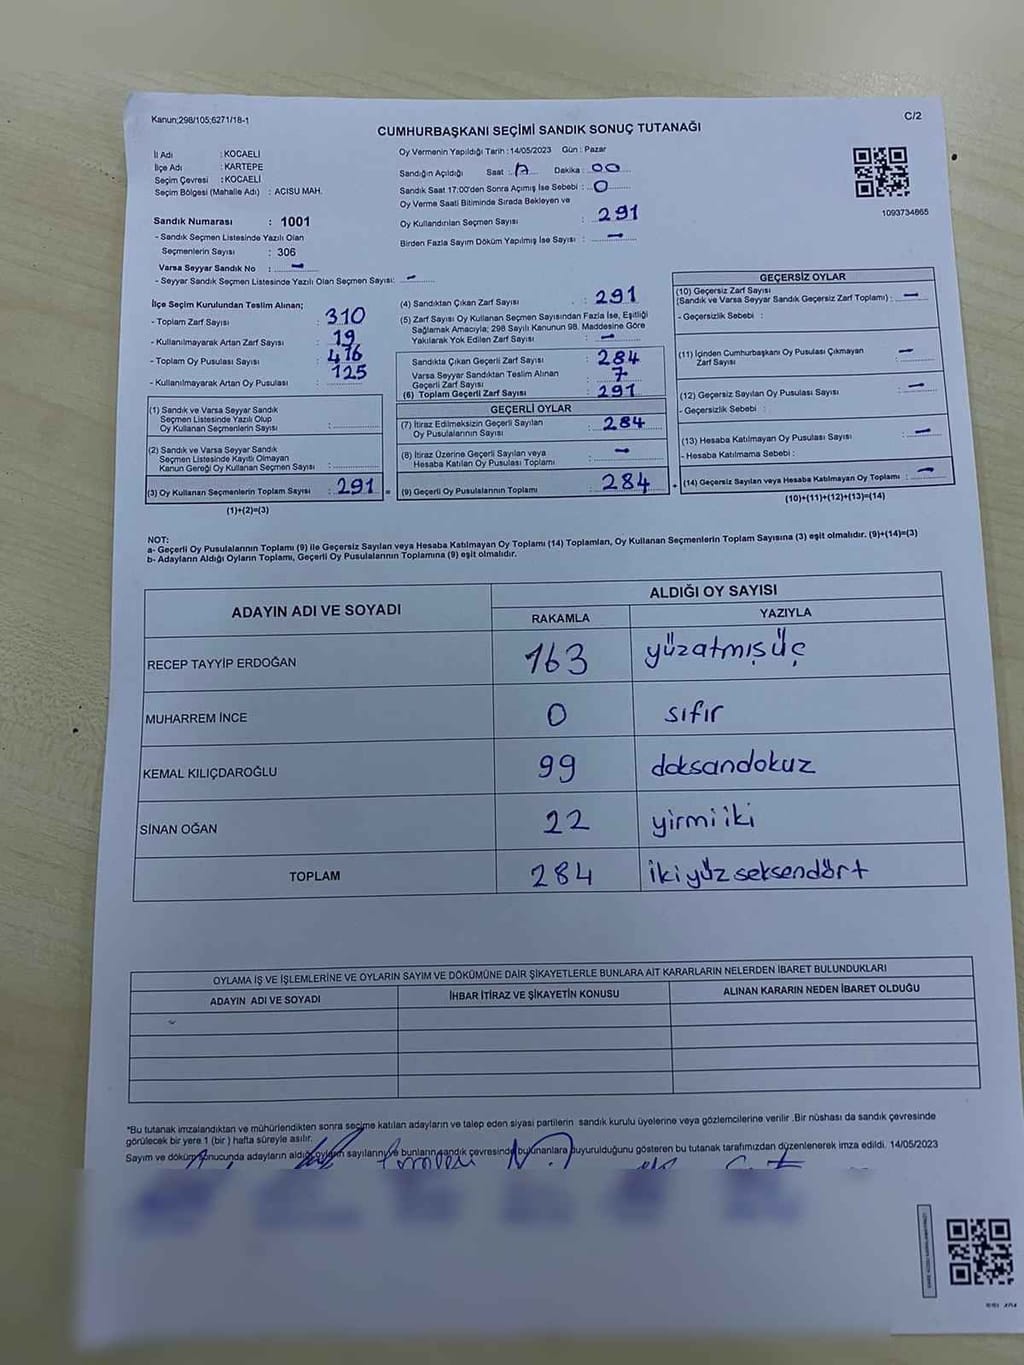 Kanun;298/105;6271/18-1
C/2
CUMHURBAŞKANI SEÇİMİ SANDIK SONUÇ TUTANAĞI
İl Adı : KOCAELİ
İlçe Adı : KARTEPE
Seçim Çevresi : KOCAELİ
Seçim Bölgesi (Mahalle Adı) : ACISU MAH.
Sandık Numarası : 1001
- Sandık Seçmen Listesinde Yazılı Olan
Seçmenlerin Sayısı : 306
Varsa Seyyar Sandık No : -
- Seyyar Sandık Seçmen Listesinde Yazılı Olan Seçmen Sayısı: -
Oy Vermenin Yapıldığı Tarih : 14/05/2023 Gün : Pazar
Sandığın Açıldığı Saat : 17 Dakika : 00
Sandık Saat 17:00'den Sonra Açımış İse Sebebi : 0
Oy Verme Saati Bitiminde Sırada Bekleyen ve
Oy Kullandırılan Seçmen Sayısı : 291
Birden Fazla Sayım Döküm Yapılmış İse Sayısı : -
1093734865
İlçe Seçim Kurulundan Teslim Alınan;
- Toplam Zarf Sayısı : 310
- Kullanılmayarak Artan Zarf Sayısı : 19
- Toplam Oy Pusulası Sayısı : 416
- Kullanılmayarak Artan Oy Pusulası : 125
(1) Sandık ve Varsa Seyyar Sandık
Seçmen Listesinde Yazılı Olup
Oy Kullanan Seçmenlerin Sayısı :
(2) Sandık ve Varsa Seyyar Sandık
Seçmen Listesinde Kayıtlı Olmayan
Kanun Gereği Oy Kullanan Seçmen Sayısı :
(3) Oy Kullanan Seçmenlerin Toplam Sayısı : 291
(1)+(2)=(3)
(4) Sandıktan Çıkan Zarf Sayısı : 291
(5) Zarf Sayısı Oy Kullanan Seçmen Sayısından Fazla İse, Eşitliği
Sağlamak Amacıyla; 298 Sayılı Kanunun 98. Maddesine Göre
Yakılarak Yok Edilen Zarf Sayısı : -
Sandıkta Çıkan Geçerli Zarf Sayısı : 284
Varsa Seyyar Sandıktan Teslim Alınan
Geçerli Zarf Sayısı : 7
(6) Toplam Geçerli Zarf Sayısı : 291
GEÇERLİ OYLAR
(7) İtiraz Edilmeksizin Geçerli Sayılan
Oy Pusulalarının Sayısı : 284
(8) İtiraz Üzerine Geçerli Sayılan veya
Hesaba Katılan Oy Pusulası Toplamı : -
(9) Geçerli Oy Pusulalarının Toplamı : 284
GEÇERSİZ OYLAR
(10) Geçersiz Zarf Sayısı
(Sandık ve Varsa Seyyar Sandık Geçersiz Zarf Toplamı) : -
- Geçersizlik Sebebi :
(11) İçinden Cumhurbaşkanı Oy Pusulası Çıkmayan
Zarf Sayısı : -
(12) Geçersiz Sayılan Oy Pusulası Sayısı : -
- Geçersizlik Sebebi :
(13) Hesaba Katılmayan Oy Pusulası Sayısı : -
- Hesaba Katılmama Sebebi :
(14) Geçersiz Sayılan veya Hesaba Katılmayan Oy Toplamı : -
(10)+(11)+(12)+(13)=(14)
NOT:
a- Geçerli Oy Pusulalarının Toplamı (9) ile Geçersiz Sayılan veya Hesaba Katılmayan Oy Toplamı (14) Toplamları, Oy Kullanan Seçmenlerin Toplam Sayısına (3) eşit olmalıdır. (9)+(14)=(3)
b- Adayların Aldığı Oyların Toplamı, Geçerli Oy Pusulalarının Toplamına (9) eşit olmalıdır.
ADAYIN ADI VE SOYADI
ALDIĞI OY SAYISI
RAKAMLA YAZIYLA
RECEP TAYYİP ERDOĞAN 163 yüzatmışüç
MUHARREM İNCE 0 sıfır
KEMAL KILIÇDAROĞLU 99 doksandokuz
SİNAN OĞAN 22 yirmiiki
TOPLAM 284 ikiyüzseksendört
OYLAMA İŞ VE İŞLEMLERİNE VE OYLARIN SAYIM VE DÖKÜMÜNE DAİR ŞİKAYETLERLE BUNLARA AİT KARARLARIN NELERDEN İBARET BULUNDUKLARI
ADAYIN ADI VE SOYADI İHBAR İTİRAZ VE ŞİKAYETİN KONUSU ALINAN KARARIN NEDEN İBARET OLDUĞU
*Bu tutanak imzalandıktan ve mühürlendikten sonra seçime katılan adayların ve talep eden siyasi partilerin sandık kurulu üyelerine veya gözlemcilerine verilir .Bir nüshası da sandık çevresinde
görülecek bir yere 1 (bir ) hafta süreyle asılır.
Sayım ve döküm sonucunda adayların aldığı oyların sayılarını ve bunların sandık çevresinde bulunanlara duyurulduğunu gösteren bu tutanak tarafımızdan düzenlenerek imza edildi. 14/05/2023